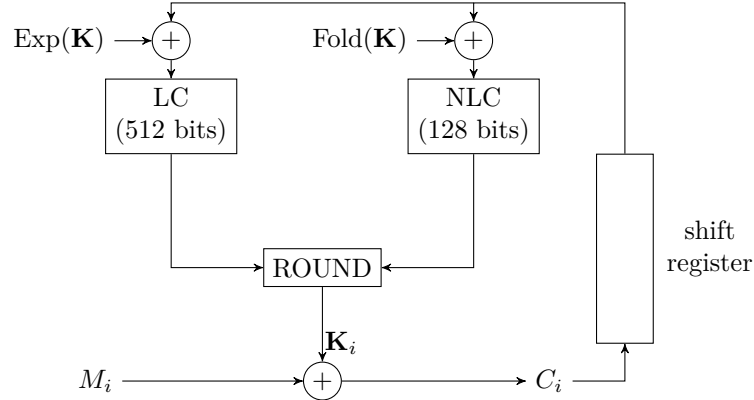 Exp(K)
+
Fold(K)
+
LC
(512 bits)
NLC
(128 bits)
shift
register
ROUND
K_i
M_i
+
C_i